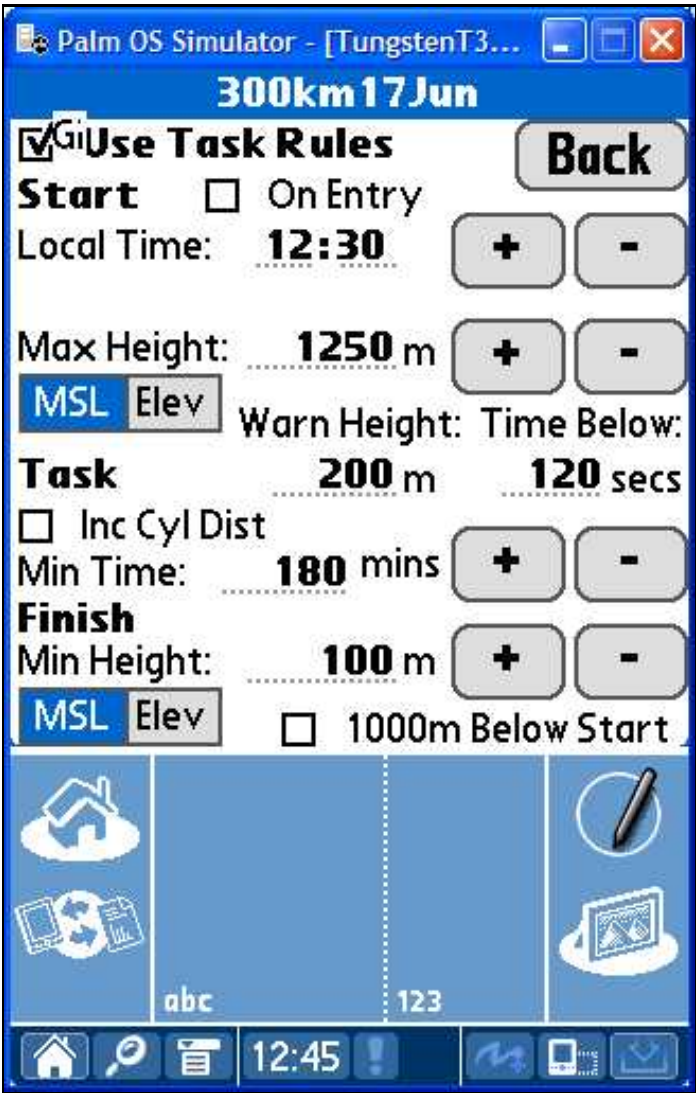 Palm OS Simulator - [TungstenT3...
300km17Jun
Use Task Rules
Back
Start On Entry
Local Time: 12:30 + -
Max Height: 1250 m + -
MSL Elev
Warn Height: Time Below:
Task 200 m 120 secs
Inc Cyl Dist
Min Time: 180 mins + -
Finish
Min Height: 100 m + -
MSL Elev 1000m Below Start
abc 123
12:45